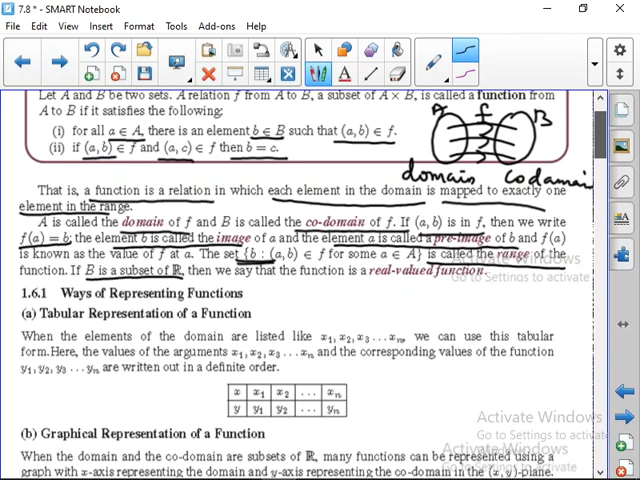 7.8 * - SMART Notebook
File Edit View Insert Format Tools Add-ons Help
Let A and B be two sets. A relation f from A to B, a subset of A × B, is called a function from
A to B if it satisfies the following:
(i) for all a ∈ A, there is an element b ∈ B such that (a, b) ∈ f.
(ii) if (a, b) ∈ f and (a, c) ∈ f then b = c.
A f B
domain codomain
That is, a function is a relation in which each element in the domain is mapped to exactly one
element in the range.
A is called the domain of f and B is called the co-domain of f. If (a, b) is in f, then we write
f(a) = b; the element b is called the image of a and the element a is called a pre-image of b and f(a)
is known as the value of f at a. The set {b : (a, b) ∈ f for some a ∈ A} is called the range of the
function. If B is a subset of ℝ, then we say that the function is a real-valued function.
Activate Windows
Go to Settings to activate
1.6.1 Ways of Representing Functions
(a) Tabular Representation of a Function
When the elements of the domain are listed like x₁, x₂, x₃ … xₙ, we can use this tabular
form. Here, the values of the arguments x₁, x₂, x₃ … xₙ and the corresponding values of the function
y₁, y₂, y₃ … yₙ are written out in a definite order.
x x₁ x₂ … xₙ
y y₁ y₂ … yₙ
Activate Windows
Go to Settings to activate
(b) Graphical Representation of a Function
Activate Windows
Go to Settings to activate
When the domain and the co-domain are subsets of ℝ, many functions can be represented using a
graph with x-axis representing the domain and y-axis representing the co-domain in the (x, y)-plane.